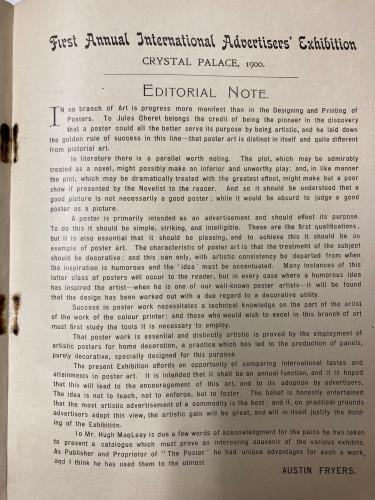 First Annual International Advertisers' Exhibition
CRYSTAL PALACE, 1900.
EDITORIAL NOTE.
IN no branch of Art is progress more manifest than in the Designing and Printing of
Posters. To Jules Cheret belongs the credit of being the pioneer in the discovery
that a poster could all the better serve its purpose by being artistic, and he laid down
the golden rule of success in this line—that poster art is distinct in itself and quite different
from pictorial art.
In literature there is a parallel worth noting. The plot, which may be admirably
treated as a novel, might possibly make an inferior and unworthy play; and, in like manner
the plot, which may be dramatically treated with the greatest effect, might make but a poor
show if presented by the Novelist to the reader. And so it should be understood that a
good picture is not necessarily a good poster; while it would be absurd to judge a good
poster as a picture.
A poster is primarily intended as an advertisement and should effect its purpose.
To do this it should be simple, striking, and intelligible. These are the first qualifications,
but it is also essential that it should be pleasing, and to achieve this it should be an
example of poster art. The characteristic of poster art is that the treatment of the subject
should be decorative; and this can only, with artistic consistency be departed from when
the inspiration is humorous and the 'idea' must be accentuated. Many instances of this
latter class of posters will occur to the reader, but in every case where a humorous idea
has inspired the artist—when he is one of our well-known poster artists—it will be found
that the design has been worked out with a due regard to a decorative utility.
Success in poster work necessitates a technical knowledge on the part of the artist
of the work of the colour printer; and those who would wish to excel in this branch of art
must first study the tools it is necessary to employ.
That poster work is essential and distinctly artistic is proved by the employment of
artistic posters for home decoration, a practice which has led to the production of panels,
purely decorative, specially designed for this purpose.
The present Exhibition affords an opportunity of comparing international tastes and
attainments in poster art. It is intended that it shall be an annual function, and it is hoped
that this will lead to the encouragement of this art, and to its adoption by advertisers.
The idea is not to teach, not to enforce, but to foster. The belief is honestly entertained
that the most artistic advertisement of a commodity is the best; and if, on practical grounds
advertisers adopt this view, the artistic gain will be great, and will in itself justify the hold-
ing of the Exhibition.
To Mr. Hugh MacLeay is due a few words of acknowledgment for the pains he has taken
to present a catalogue which must prove an interesting souvenir of the various exhibits.
As Publisher and Proprietor of "The Poster" he had unique advantages for such a work,
and I think he has used them to the utmost
AUSTIN FRYERS.